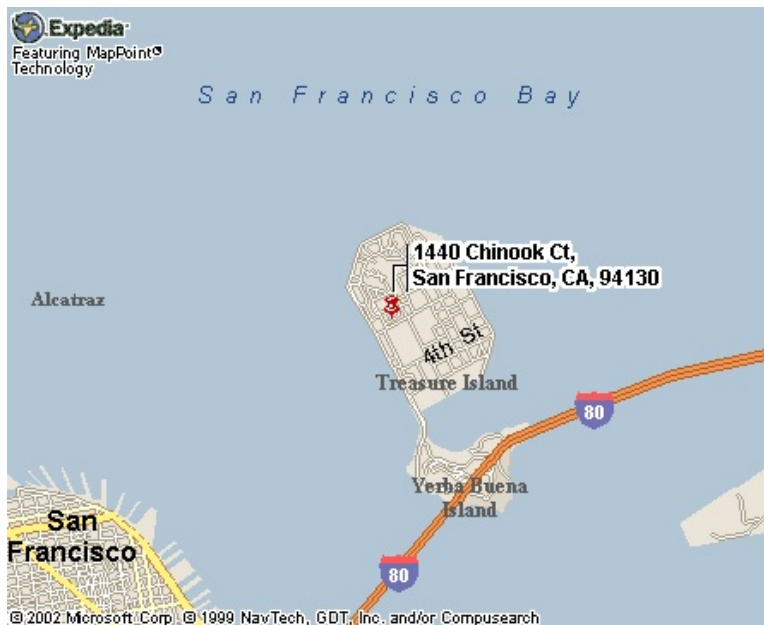 Expedia
Featuring MapPoint®
Technology
San Francisco Bay
1440 Chinook Ct,
San Francisco, CA, 94130
Alcatraz
4th St
Treasure Island
80
Yerba Buena
Island
San
Francisco
80
© 2002 Microsoft Corp © 1999 NavTech, GDT, Inc. and/or Compusearch